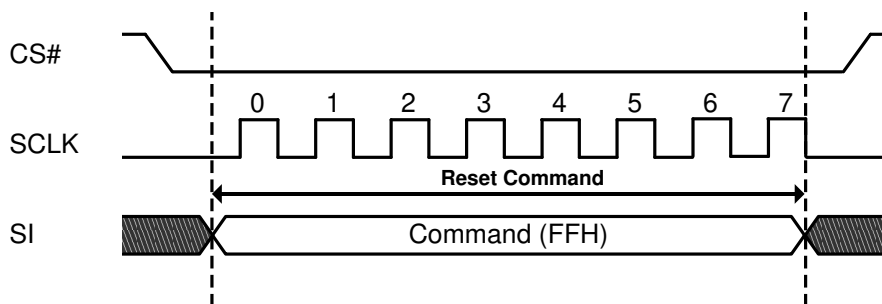 CS#
0 1 2 3 4 5 6 7
SCLK
Reset Command
SI
Command (FFH)